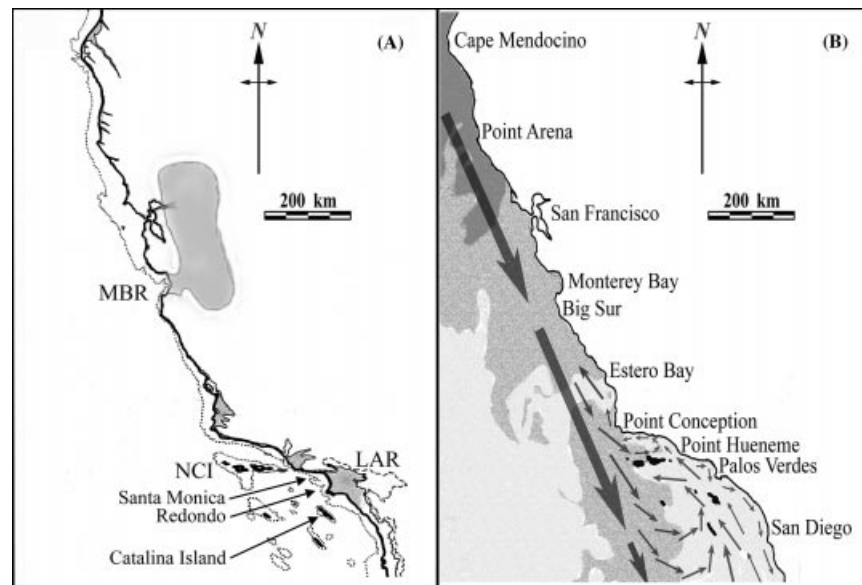 (A)
N
200 km
MBR
NCI
LAR
Santa Monica
Redondo
Catalina Island
(B)
N
Cape Mendocino
Point Arena
200 km
San Francisco
Monterey Bay
Big Sur
Estero Bay
Point Conception
Point Hueneme
Palos Verdes
San Diego